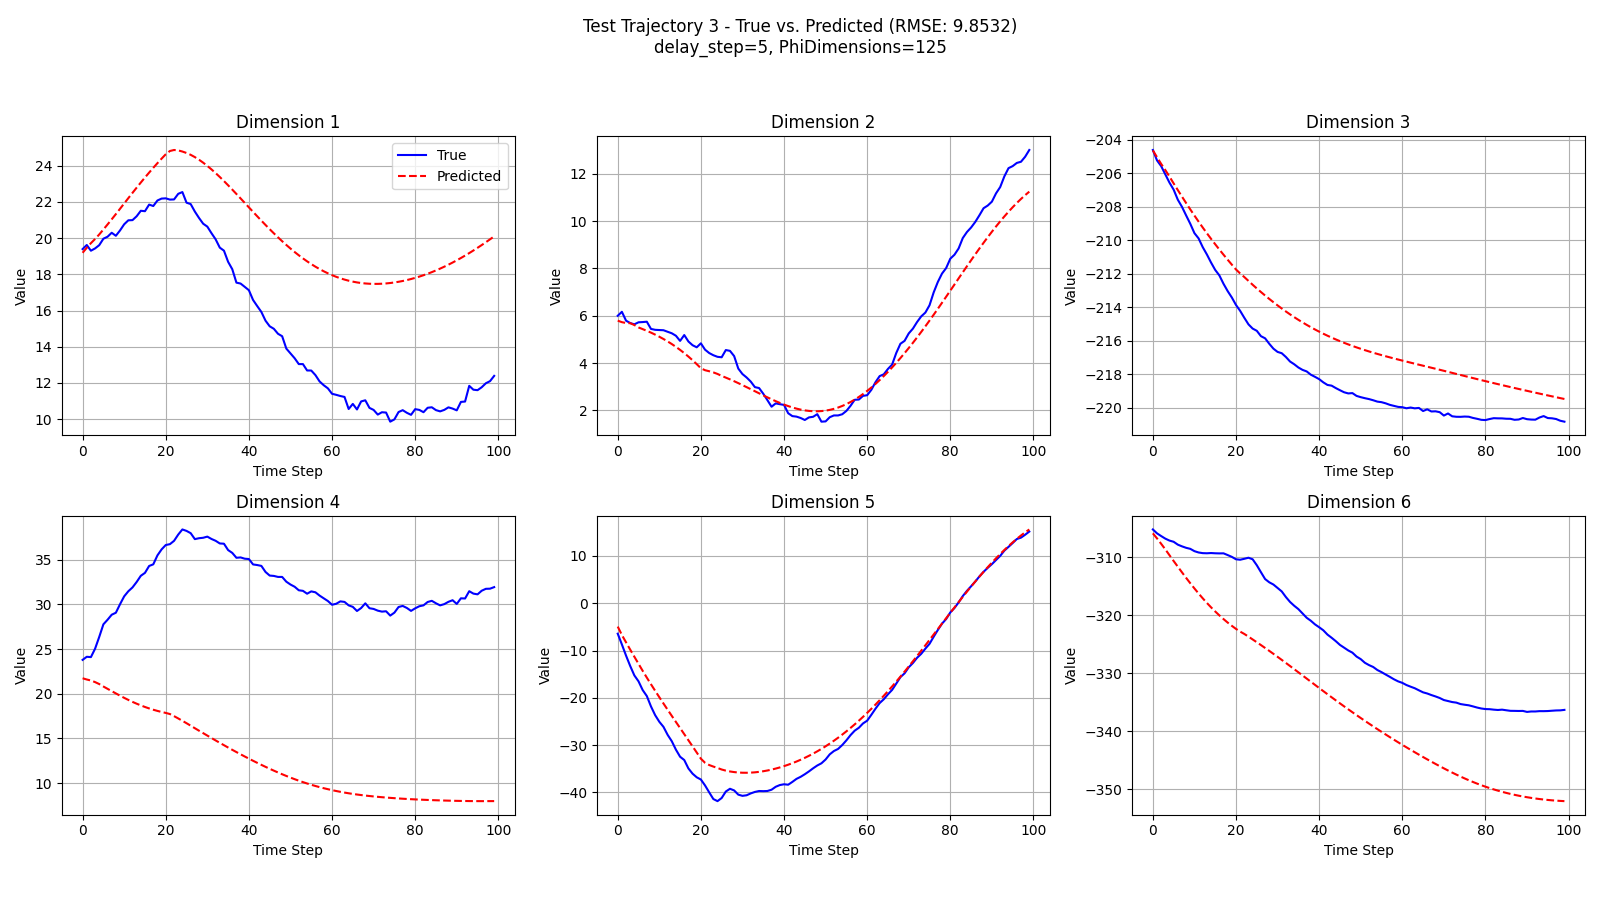 Test Trajectory 3 - True vs. Predicted (RMSE: 9.8532)
delay_step=5, PhiDimensions=125
Dimension 1
True
Predicted
Value
24
22
20
18
16
14
12
10
0 20 40 60 80 100
Time Step
Dimension 2
Value
12
10
8
6
4
2
0 20 40 60 80 100
Time Step
Dimension 3
Value
−204
−206
−208
−210
−212
−214
−216
−218
−220
0 20 40 60 80 100
Time Step
Dimension 4
Value
35
30
25
20
15
10
0 20 40 60 80 100
Time Step
Dimension 5
Value
10
0
−10
−20
−30
−40
0 20 40 60 80 100
Time Step
Dimension 6
Value
−310
−320
−330
−340
−350
0 20 40 60 80 100
Time Step